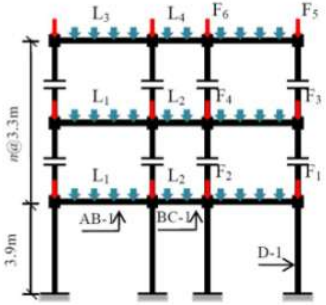 L3 L4 F6 F5
L1 L2 F4 F3
n@3.3m
L1 L2 F2 F1
AB-1 BC-1
3.9m
D-1